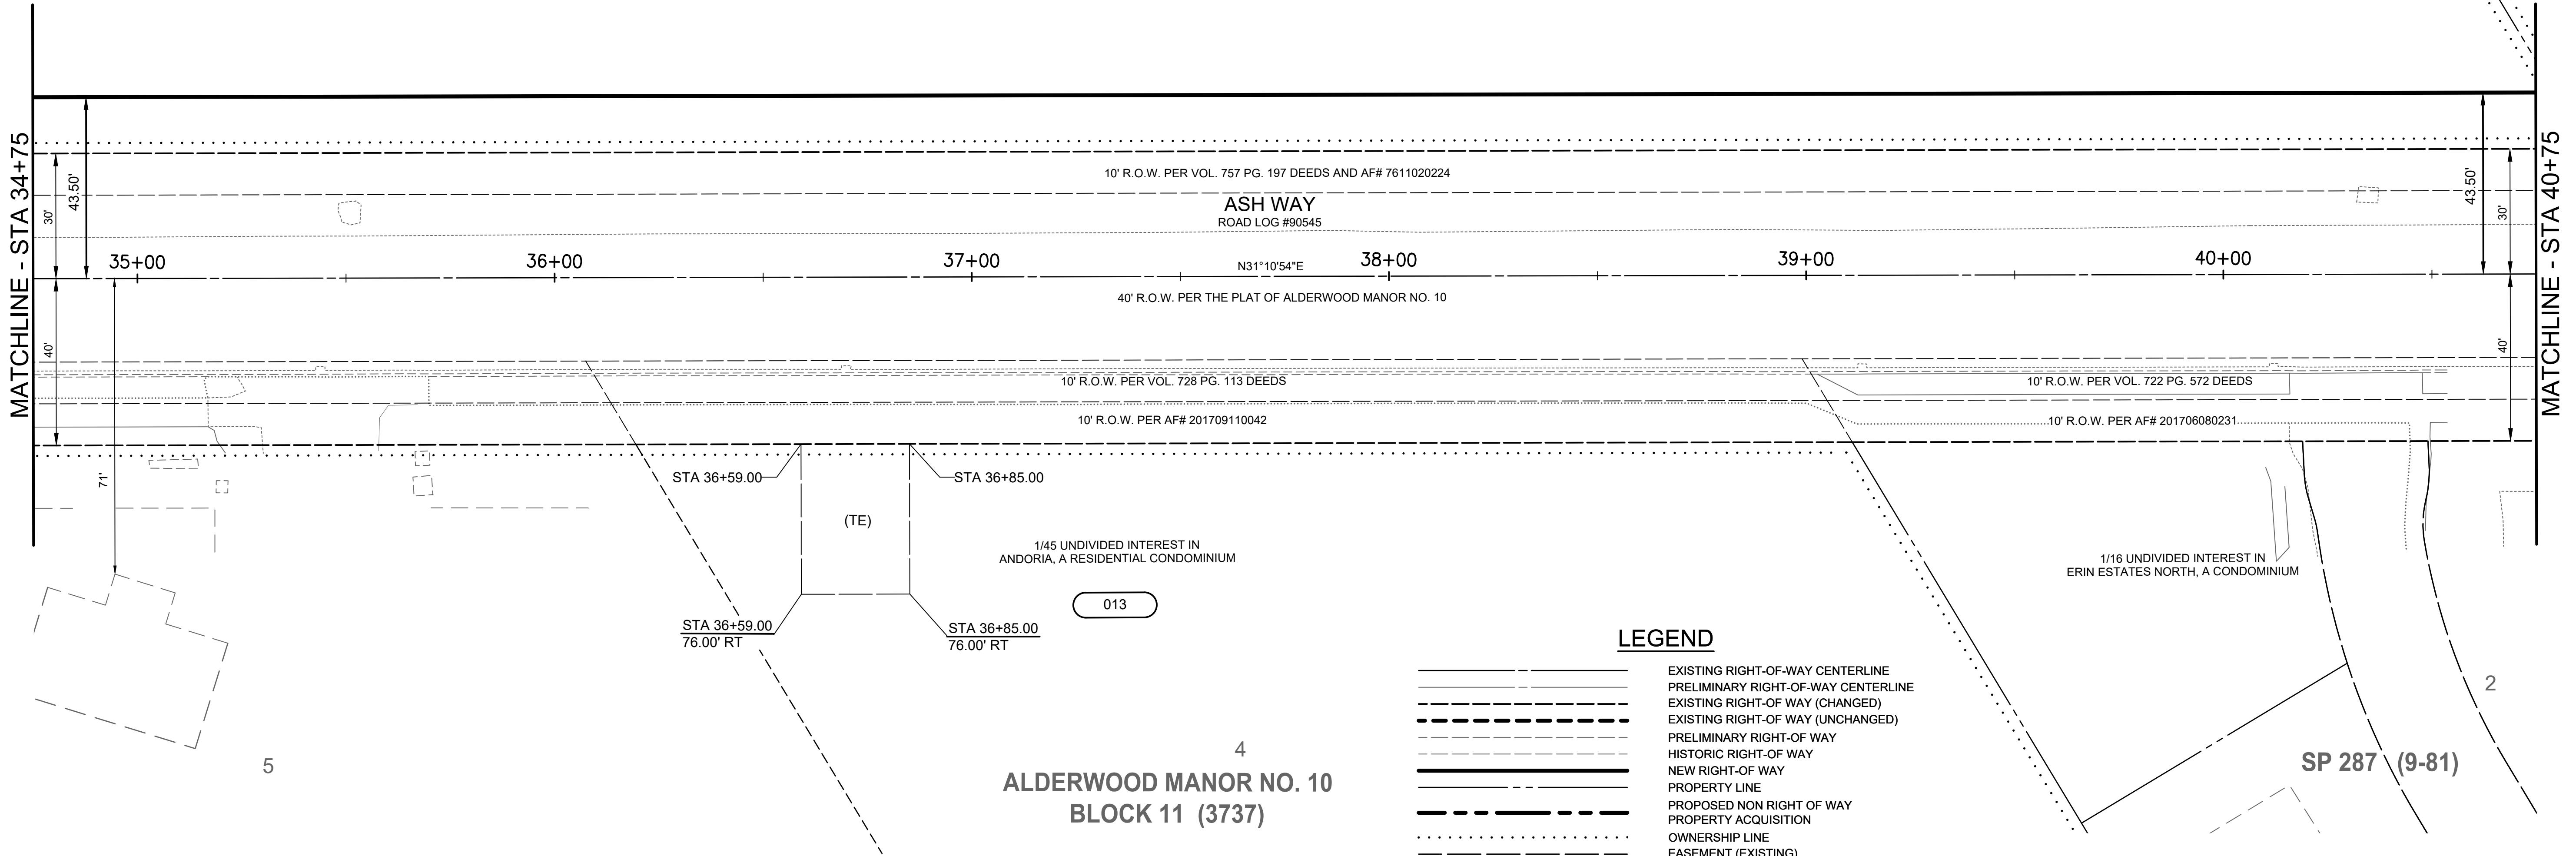 MATCHLINE - STA 34+75
43.50'
30'
40'
71'
10' R.O.W. PER VOL. 757 PG. 197 DEEDS AND AF# 7611020224
ASH WAY
ROAD LOG #90545
35+00
36+00
37+00
N31°10'54"E
38+00
39+00
40+00
43.50'
30'
40'
MATCHLINE - STA 40+75
40' R.O.W. PER THE PLAT OF ALDERWOOD MANOR NO. 10
10' R.O.W. PER VOL. 728 PG. 113 DEEDS
10' R.O.W. PER VOL. 722 PG. 572 DEEDS
10' R.O.W. PER AF# 201709110042
10' R.O.W. PER AF# 201706080231
STA 36+59.00
STA 36+85.00
(TE)
1/45 UNDIVIDED INTEREST IN
ANDORIA, A RESIDENTIAL CONDOMINIUM
013
1/16 UNDIVIDED INTEREST IN
ERIN ESTATES NORTH, A CONDOMINIUM
STA 36+59.00
76.00' RT
STA 36+85.00
76.00' RT
5
4
ALDERWOOD MANOR NO. 10
BLOCK 11 (3737)
2
SP 287 (9-81)
LEGEND
EXISTING RIGHT-OF-WAY CENTERLINE
PRELIMINARY RIGHT-OF-WAY CENTERLINE
EXISTING RIGHT-OF WAY (CHANGED)
EXISTING RIGHT-OF WAY (UNCHANGED)
PRELIMINARY RIGHT-OF WAY
HISTORIC RIGHT-OF WAY
NEW RIGHT-OF WAY
PROPERTY LINE
PROPOSED NON RIGHT OF WAY
PROPERTY ACQUISITION
OWNERSHIP LINE
EASEMENT (EXISTING)